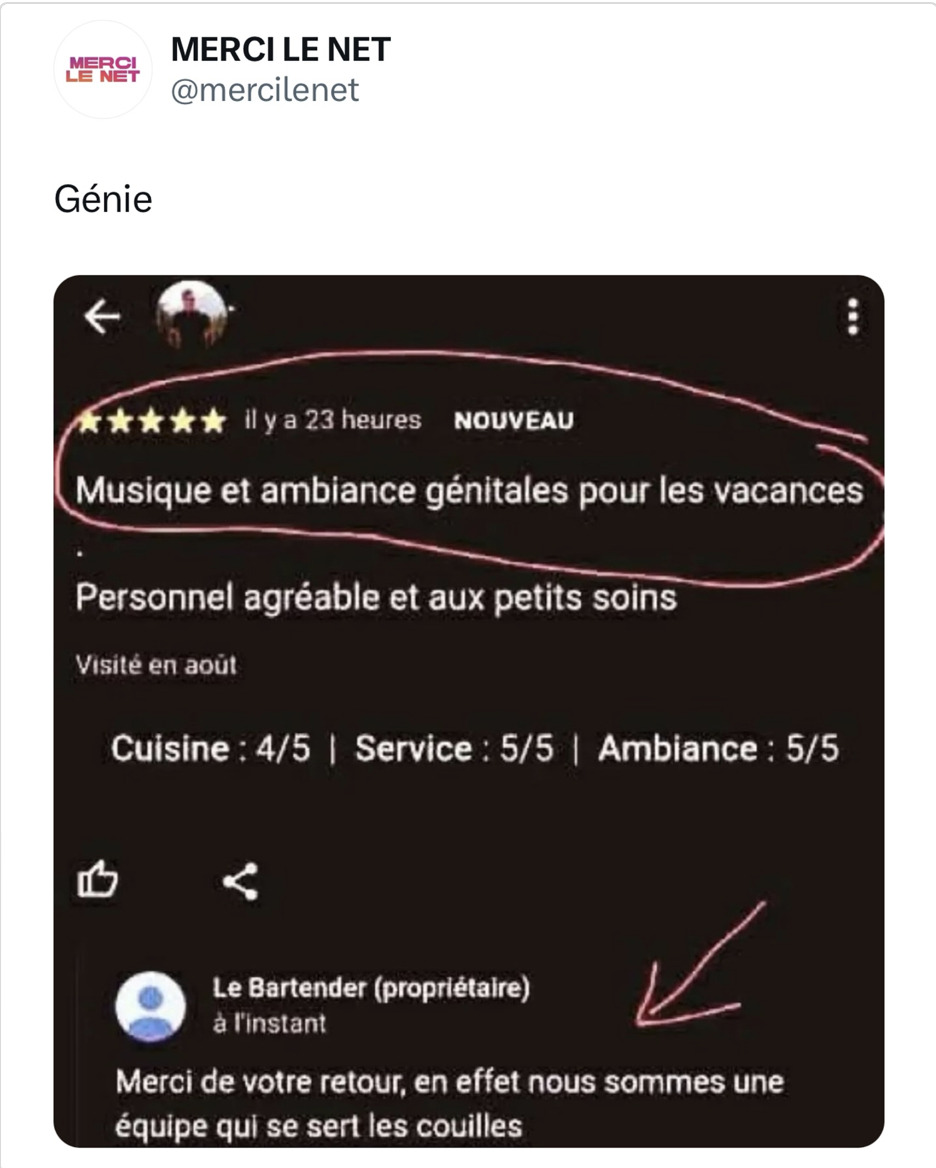 MERCI
LE NET
MERCI LE NET
@mercilenet
Génie
il y a 23 heures NOUVEAU
Musique et ambiance génitales pour les vacances
.
Personnel agréable et aux petits soins
Visité en août
Cuisine : 4/5 | Service : 5/5 | Ambiance : 5/5
Le Bartender (propriétaire)
à l'instant
Merci de votre retour, en effet nous sommes une
équipe qui se sert les couilles